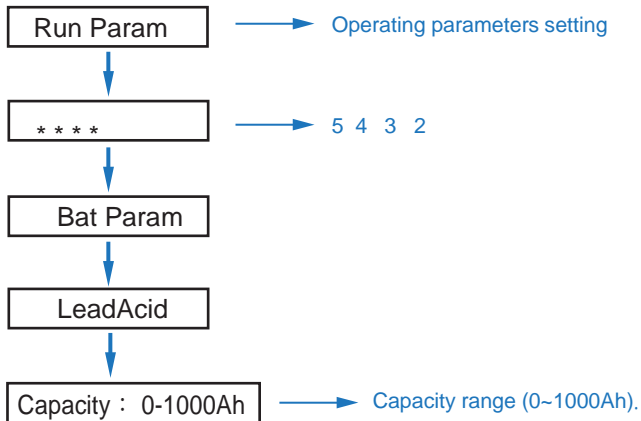 Run Param
Operating parameters setting
* * * *
5 4 3 2
Bat Param
LeadAcid
Capacity： 0-1000Ah
Capacity range (0~1000Ah).